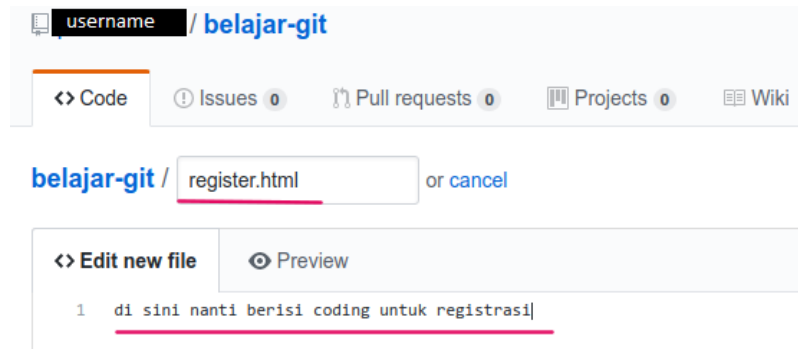 username / belajar-git
<> Code Issues 0 Pull requests 0 Projects 0 Wiki
belajar-git / register.html or cancel
<> Edit new file Preview
1 di sini nanti berisi coding untuk registrasi